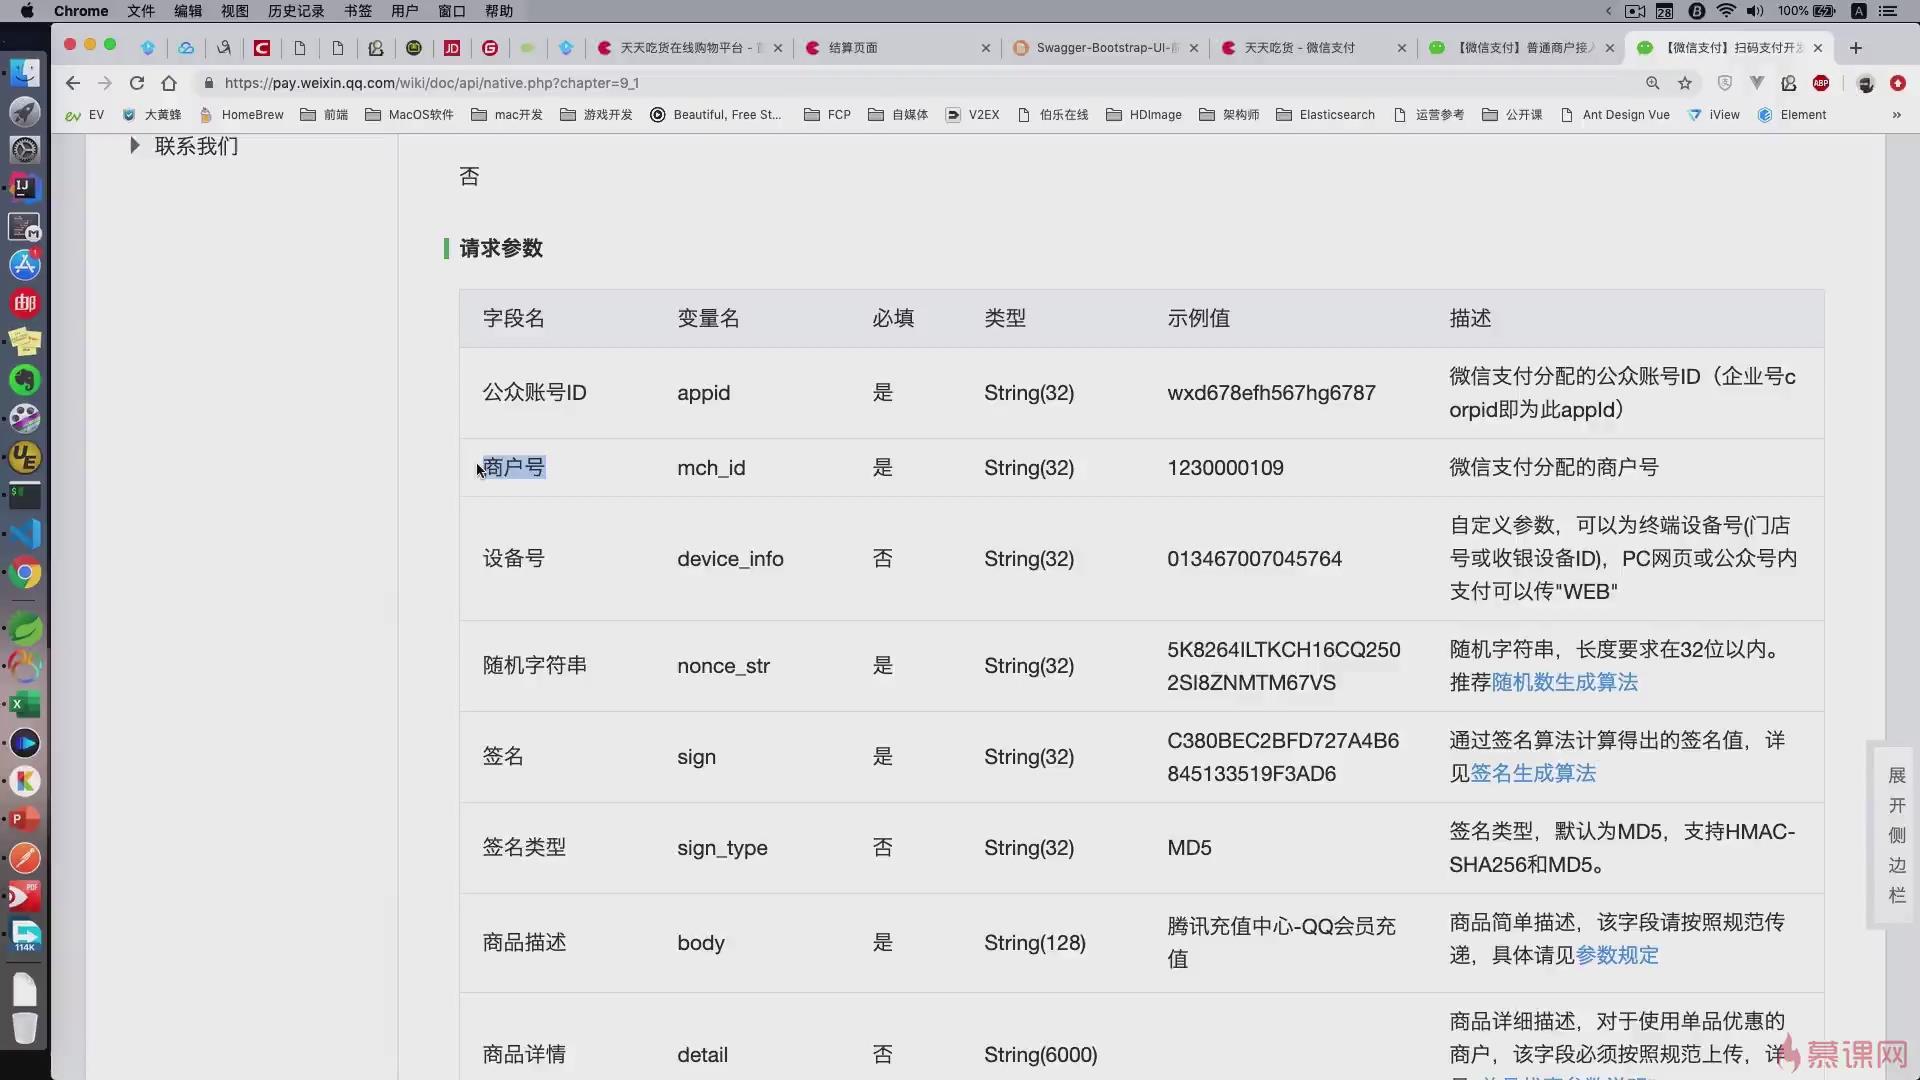 Chrome 文件 编辑 视图 历史记录 书签 用户 窗口 帮助
28 100% A
天天吃货在线购物平台 - 结算页面 Swagger-Bootstrap-UI- 天天吃货 - 微信支付 【微信支付】普通商户接 【微信支付】扫码支付开
https://pay.weixin.qq.com/wiki/doc/api/native.php?chapter=9_1
ABP
EV 大黄蜂 HomeBrew 前端 MacOS软件 mac开发 游戏开发 Beautiful, Free St... FCP 自媒体 V2EX 伯乐在线 HDImage 架构师 Elasticsearch 运营参考 公开课 Ant Design Vue iView Element »
联系我们
否
请求参数
字段名 变量名 必填 类型 示例值 描述
公众账号ID appid 是 String(32) wxd678efh567hg6787 微信支付分配的公众账号ID（企业号c
orpid即为此appId）
商户号 mch_id 是 String(32) 1230000109 微信支付分配的商户号
设备号 device_info 否 String(32) 013467007045764 自定义参数，可以为终端设备号(门店
号或收银设备ID)，PC网页或公众号内
支付可以传"WEB"
随机字符串 nonce_str 是 String(32) 5K8264ILTKCH16CQ250 随机字符串，长度要求在32位以内。
2SI8ZNMTM67VS 推荐随机数生成算法
签名 sign 是 String(32) C380BEC2BFD727A4B6 通过签名算法计算得出的签名值，详
845133519F3AD6 见签名生成算法
签名类型 sign_type 否 String(32) MD5 签名类型，默认为MD5，支持HMAC-
SHA256和MD5。
商品描述 body 是 String(128) 腾讯充值中心-QQ会员充 商品简单描述，该字段请按照规范传
值 递，具体请见参数规定
商品详情 detail 否 String(6000) 商品详细描述，对于使用单品优惠的
商户，该字段必须按照规范上传，详
展
开
侧
边
栏
慕课网